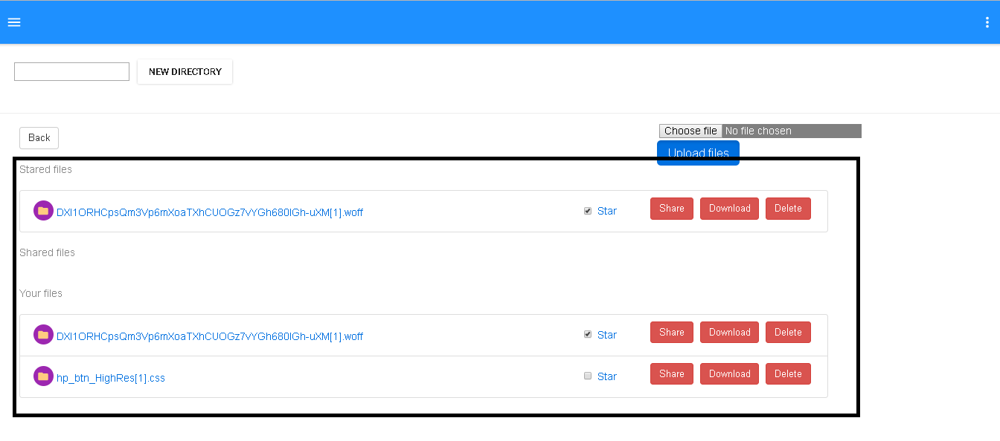 NEW DIRECTORY
Back
Choose file No file chosen
Upload files
Stared files
DXI1ORHCpsQm3Vp6mXoaTXhCUOGz7vYGh680lGh-uXM[1].woff Star Share Download Delete
Shared files
Your files
DXI1ORHCpsQm3Vp6mXoaTXhCUOGz7vYGh680lGh-uXM[1].woff Star Share Download Delete
hp_btn_HighRes[1].css Star Share Download Delete